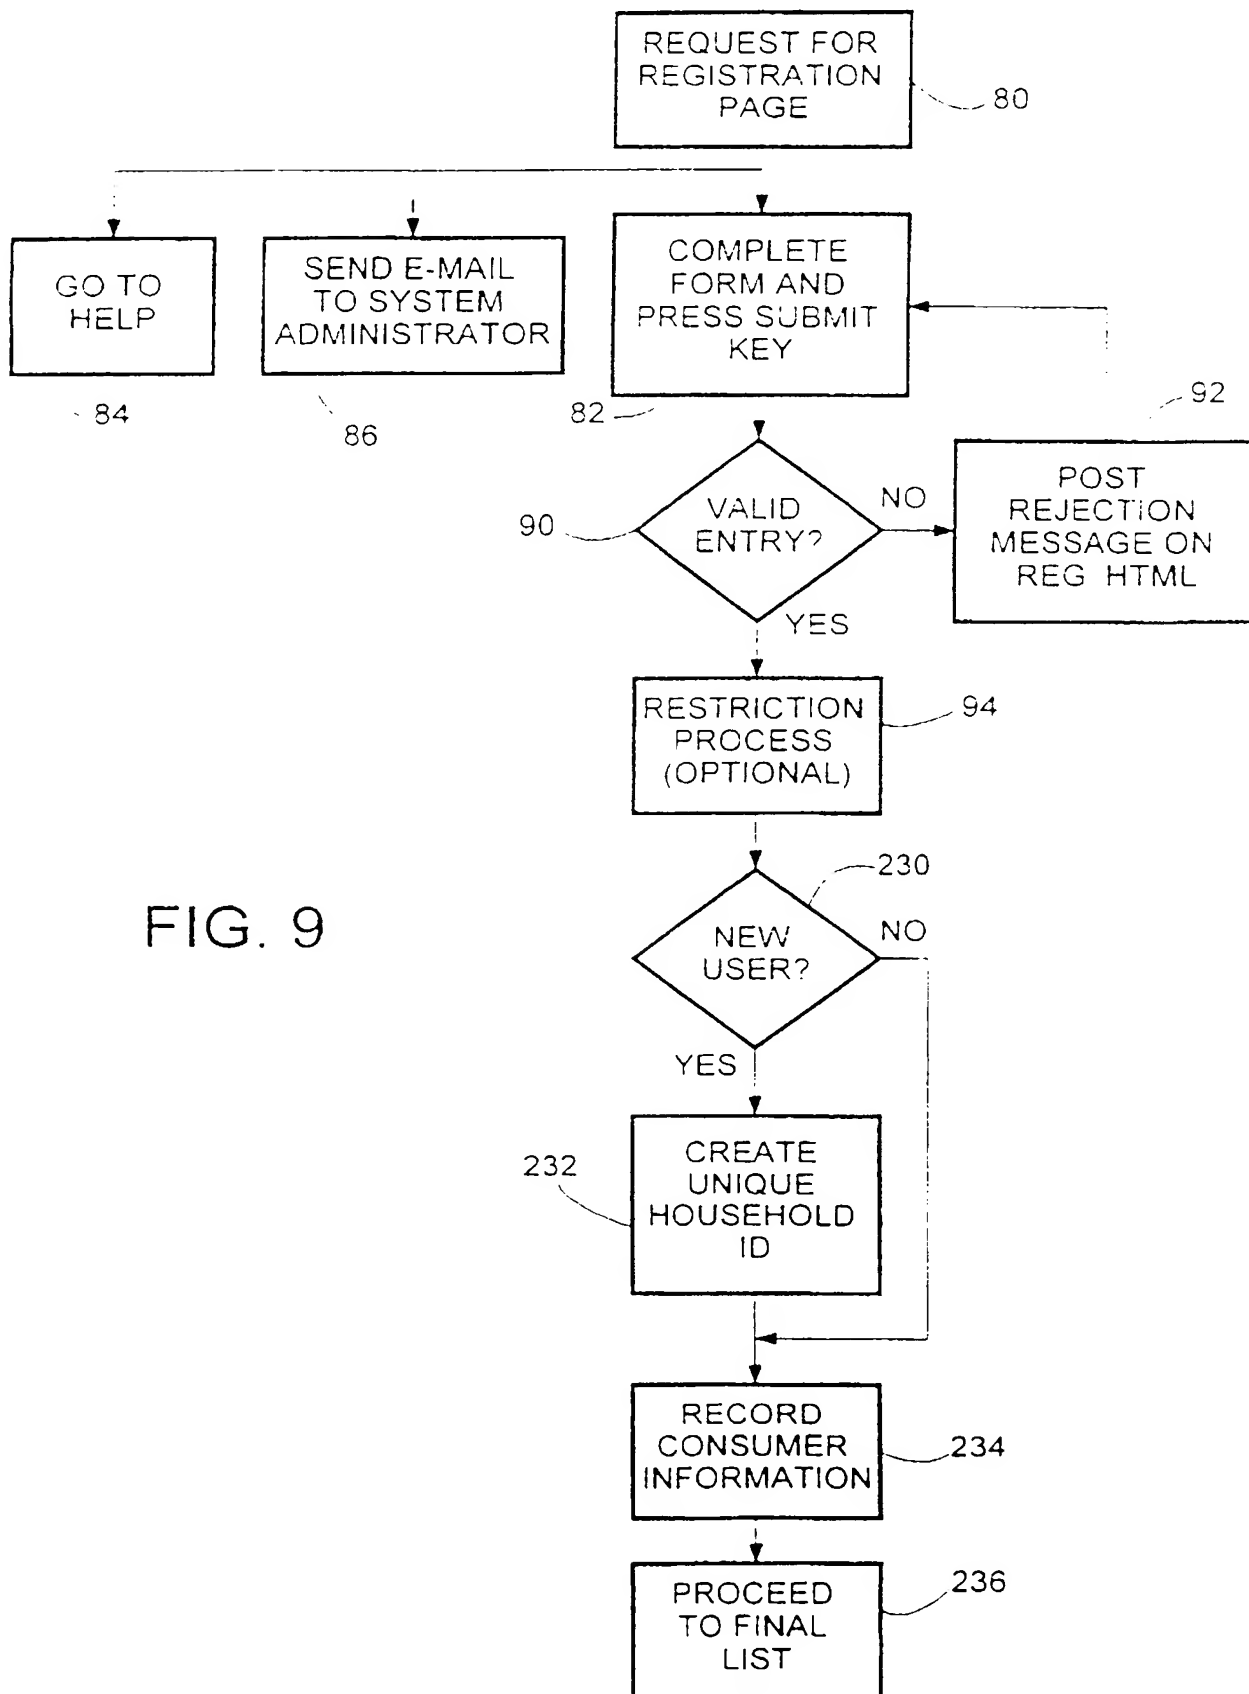 REQUEST FOR
REGISTRATION
PAGE
80
GO TO
HELP
84
SEND E-MAIL
TO SYSTEM
ADMINISTRATOR
86
COMPLETE
FORM AND
PRESS SUBMIT
KEY
82
92
VALID
ENTRY?
90
NO
YES
POST
REJECTION
MESSAGE ON
REG HTML
RESTRICTION
PROCESS
(OPTIONAL)
94
FIG. 9
NEW
USER?
230
NO
YES
CREATE
UNIQUE
HOUSEHOLD
ID
232
RECORD
CONSUMER
INFORMATION
234
PROCEED
TO FINAL
LIST
236